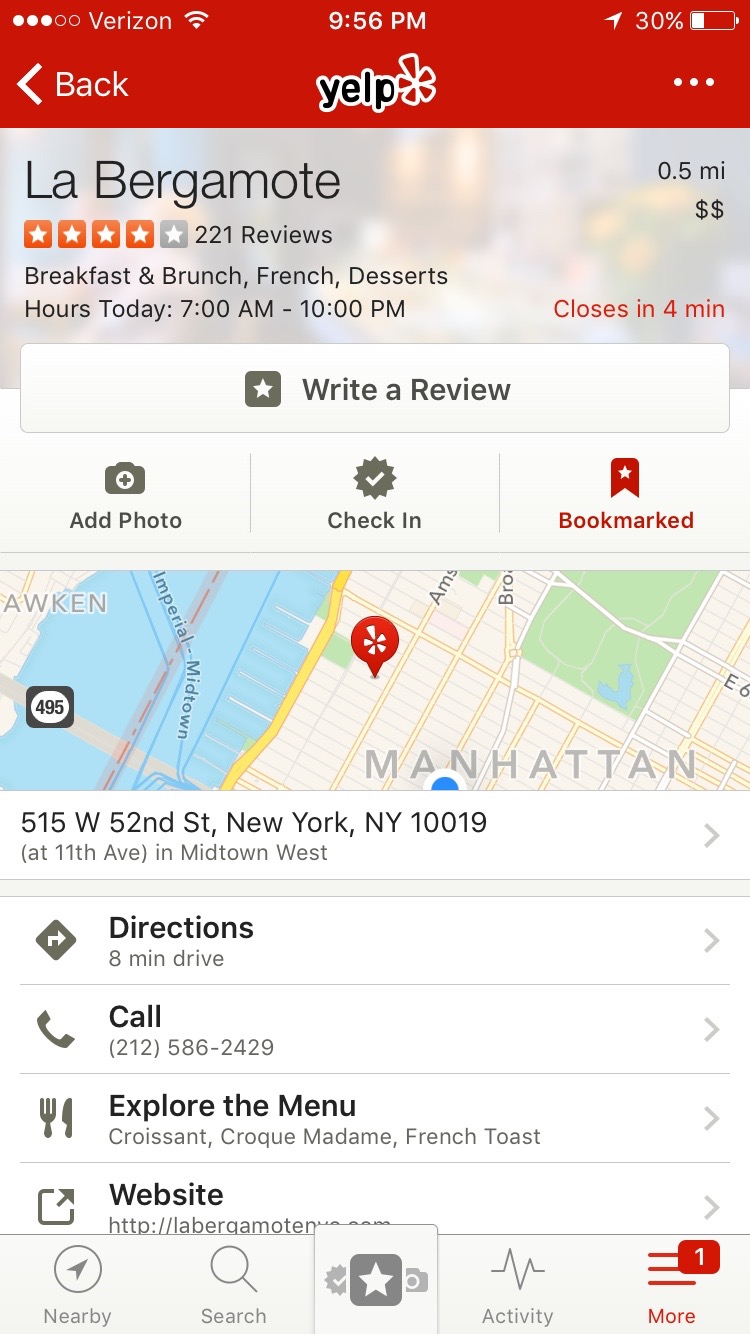 Verizon 9:56 PM 30%
Back yelp
La Bergamote 0.5 mi
$$
221 Reviews
Breakfast & Brunch, French, Desserts
Hours Today: 7:00 AM - 10:00 PM Closes in 4 min
Write a Review
Add Photo Check In Bookmarked
AWKEN
Imperial - Midtown
Ams
Bro
495
E 6
MANHATTAN
515 W 52nd St, New York, NY 10019
(at 11th Ave) in Midtown West
Directions
8 min drive
Call
(212) 586-2429
Explore the Menu
Croissant, Croque Madame, French Toast
Website
http://labergamotenyc.com
1
Nearby Search Activity More